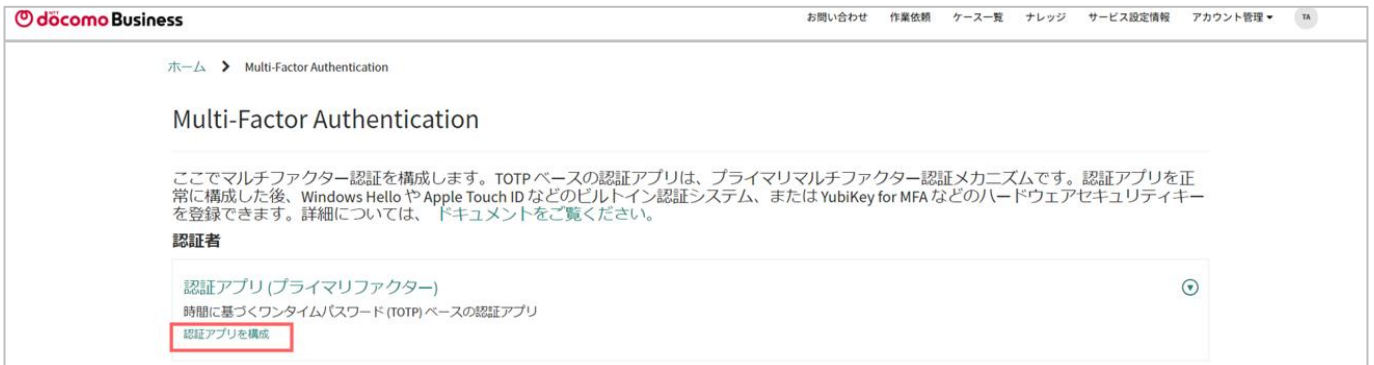 NTT döcomo Business
お問い合わせ 作業依頼 ケース一覧 ナレッジ サービス設定情報 アカウント管理 TA
ホーム > Multi-Factor Authentication
Multi-Factor Authentication
ここでマルチファクター認証を構成します。TOTP ベースの認証アプリは、プライマリマルチファクター認証メカニズムです。認証アプリを正
常に構成した後、Windows Hello や Apple Touch ID などのビルトイン認証システム、または YubiKey for MFA などのハードウェアセキュリティキー
を登録できます。詳細については、 ドキュメントをご覧ください。
認証者
認証アプリ (プライマリファクター)
時間に基づくワンタイムパスワード (TOTP) ベースの認証アプリ
認証アプリを構成